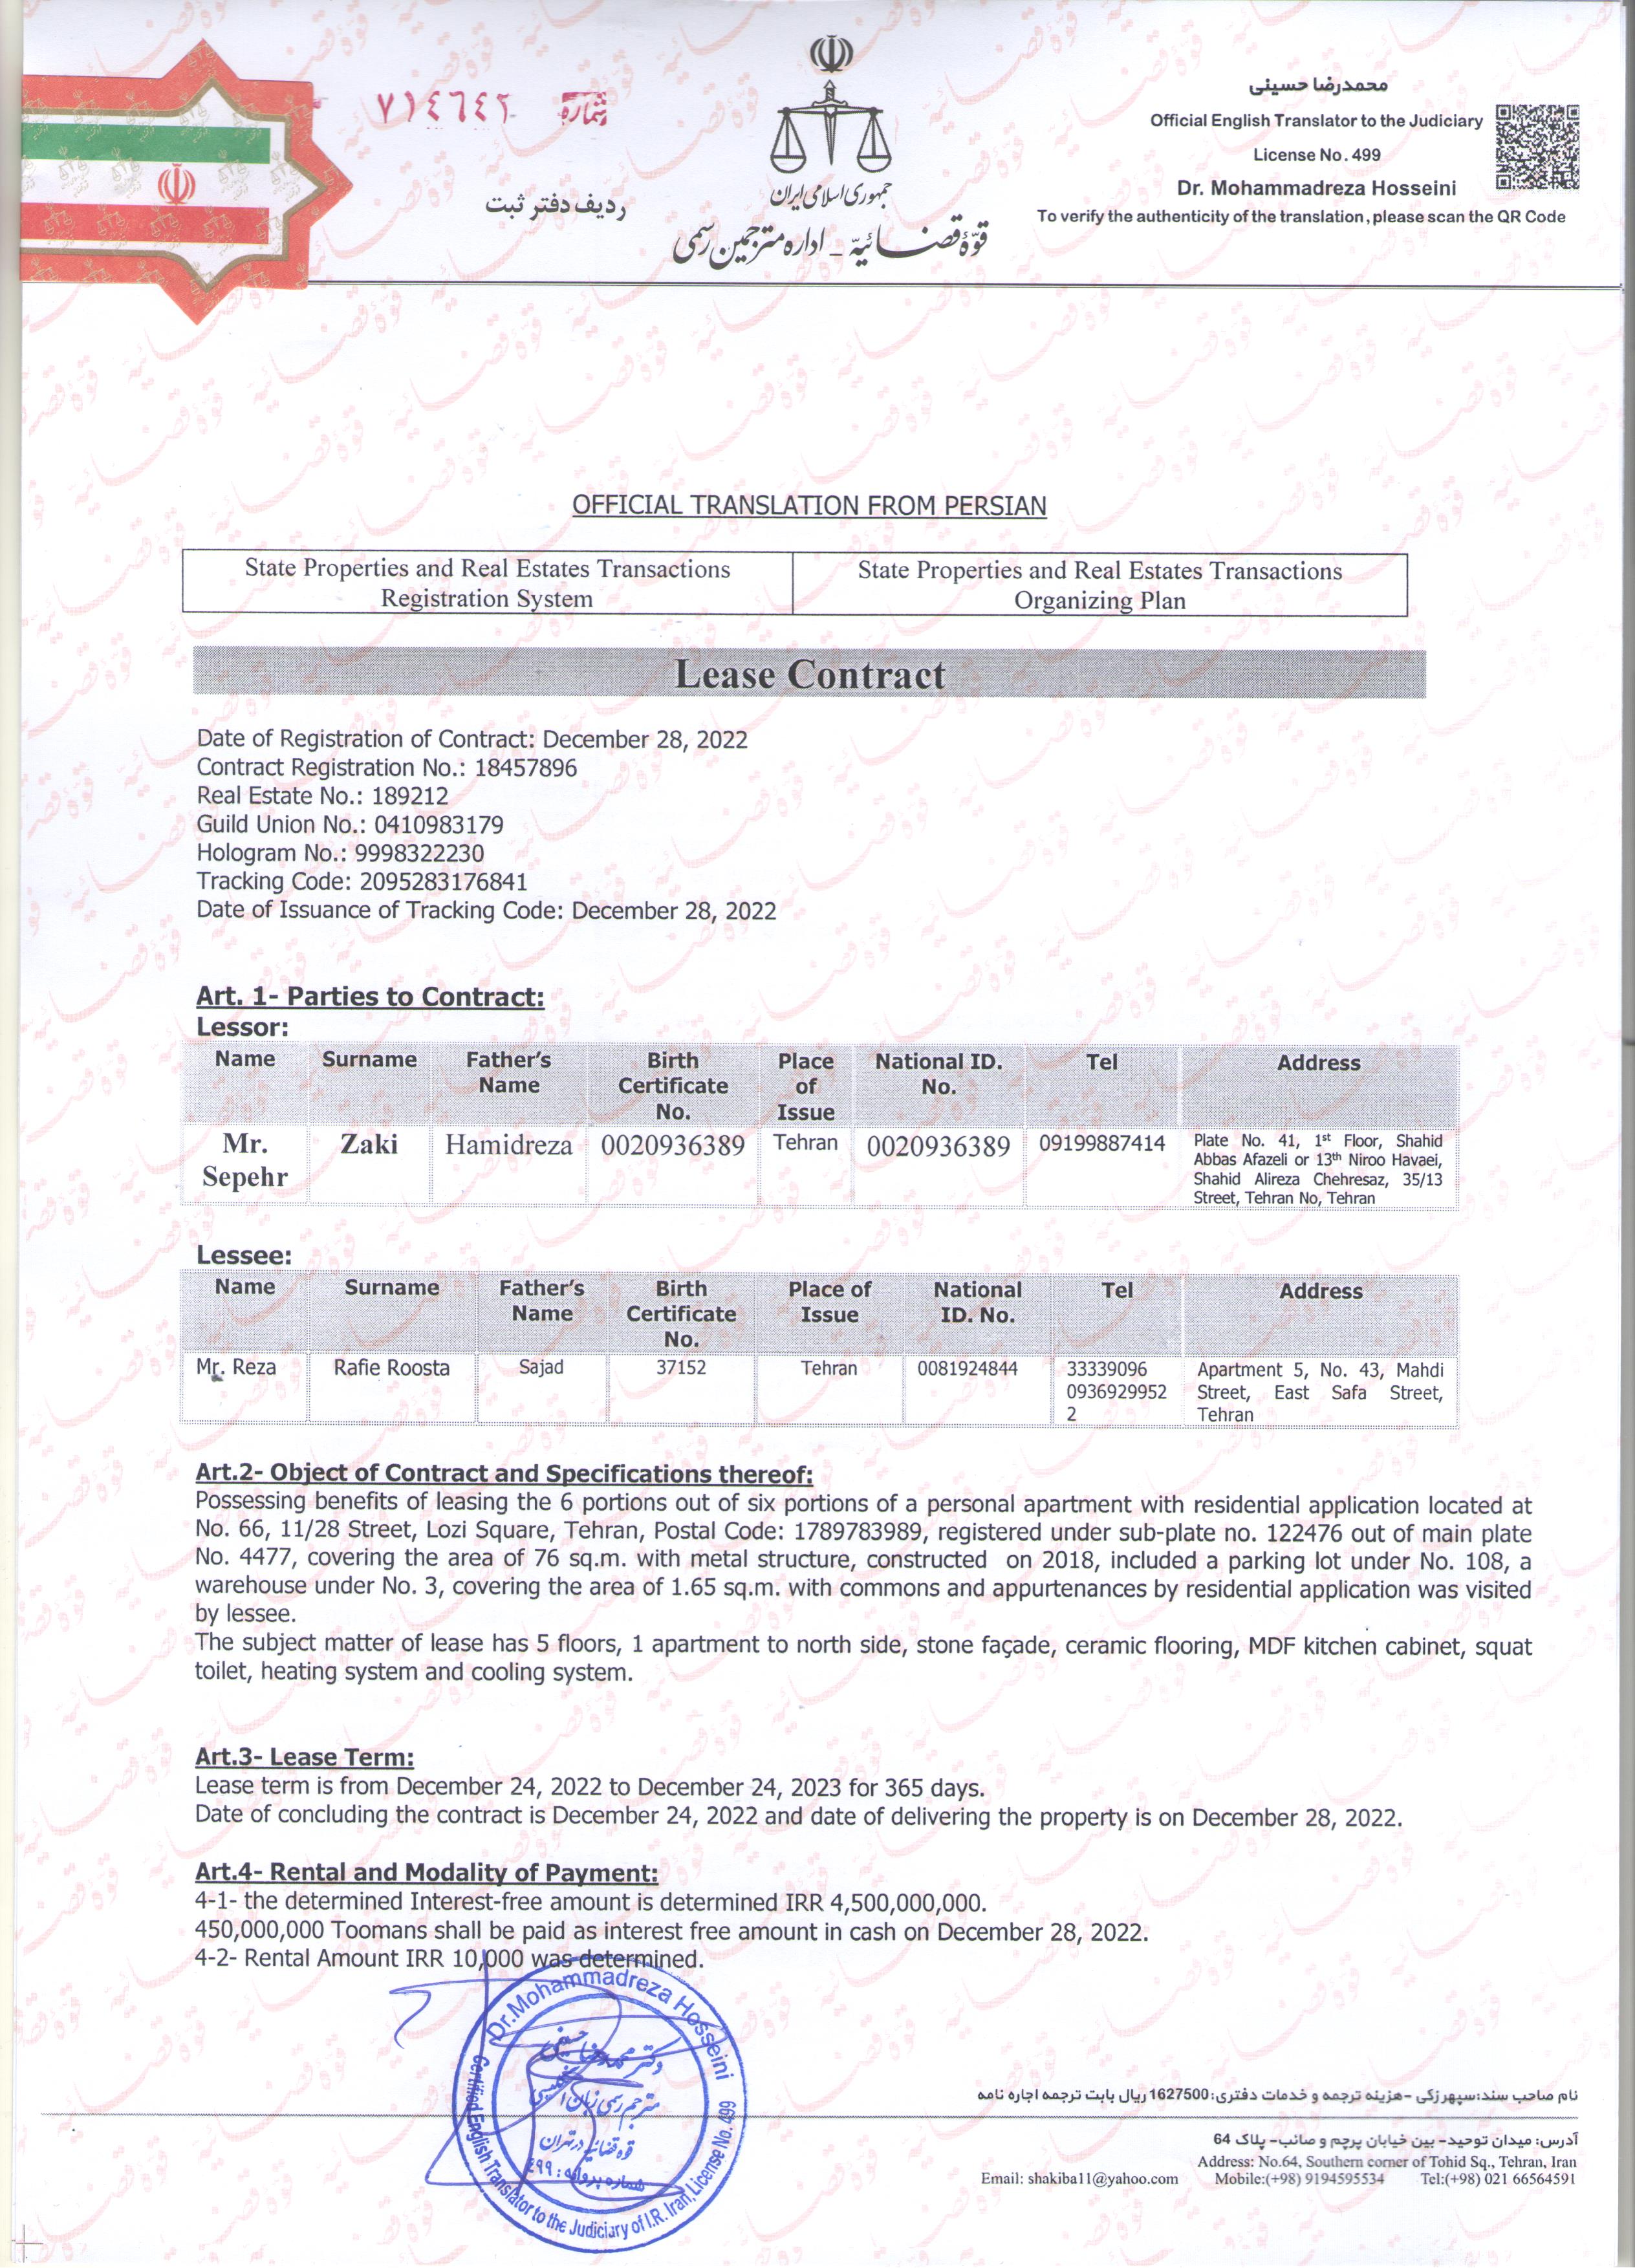 شماره ۷۱٤٦٤۲
ردیف دفتر ثبت
جمهوری اسلامی ایران
قوّهٔ قضائیّه - اداره مترجمین رسمی
محمدرضا حسینی
Official English Translator to the Judiciary
License No. 499
Dr. Mohammadreza Hosseini
To verify the authenticity of the translation, please scan the QR Code
OFFICIAL TRANSLATION FROM PERSIAN
State Properties and Real Estates Transactions
Registration System
State Properties and Real Estates Transactions
Organizing Plan
Lease Contract
Date of Registration of Contract: December 28, 2022
Contract Registration No.: 18457896
Real Estate No.: 189212
Guild Union No.: 0410983179
Hologram No.: 9998322230
Tracking Code: 2095283176841
Date of Issuance of Tracking Code: December 28, 2022
Art. 1- Parties to Contract:
Lessor:
Name Surname Father's Name Birth Certificate No. Place of Issue National ID. No. Tel Address
Mr. Sepehr Zaki Hamidreza 0020936389 Tehran 0020936389 09199887414 Plate No. 41, 1st Floor, Shahid
Abbas Afazeli or 13th Niroo Havaei,
Shahid Alireza Chehresaz, 35/13
Street, Tehran No, Tehran
Lessee:
Name Surname Father's Name Birth Certificate No. Place of Issue National ID. No. Tel Address
Mr. Reza Rafie Roosta Sajad 37152 Tehran 0081924844 33339096 Apartment 5, No. 43, Mahdi
0936929952 Street, East Safa Street,
2 Tehran
Art.2- Object of Contract and Specifications thereof:
Possessing benefits of leasing the 6 portions out of six portions of a personal apartment with residential application located at
No. 66, 11/28 Street, Lozi Square, Tehran, Postal Code: 1789783989, registered under sub-plate no. 122476 out of main plate
No. 4477, covering the area of 76 sq.m. with metal structure, constructed on 2018, included a parking lot under No. 108, a
warehouse under No. 3, covering the area of 1.65 sq.m. with commons and appurtenances by residential application was visited
by lessee.
The subject matter of lease has 5 floors, 1 apartment to north side, stone façade, ceramic flooring, MDF kitchen cabinet, squat
toilet, heating system and cooling system.
Art.3- Lease Term:
Lease term is from December 24, 2022 to December 24, 2023 for 365 days.
Date of concluding the contract is December 24, 2022 and date of delivering the property is on December 28, 2022.
Art.4- Rental and Modality of Payment:
4-1- the determined Interest-free amount is determined IRR 4,500,000,000.
450,000,000 Toomans shall be paid as interest free amount in cash on December 28, 2022.
4-2- Rental Amount IRR 10,000 was determined.
Dr.Mohammadreza Hosseini
Certified English Translator to the Judiciary of I.R. Iran, License No. 499
دکتر محمدرضا حسینی
مترجم رسمی زبان انگلیسی
قوه قضائیه در تهران
شماره پروانه: ۴۹۹
نام صاحب سند:سپهرزکی -هزینه ترجمه و خدمات دفتری:1627500ریال بابت ترجمه اجاره نامه
آدرس: میدان توحید- بین خیابان پرچم و صائب- پلاک 64
Address: No.64, Southern corner of Tohid Sq., Tehran, Iran
Email: shakiba11@yahoo.com Mobile:(+98) 9194595534 Tel:(+98) 021 66564591